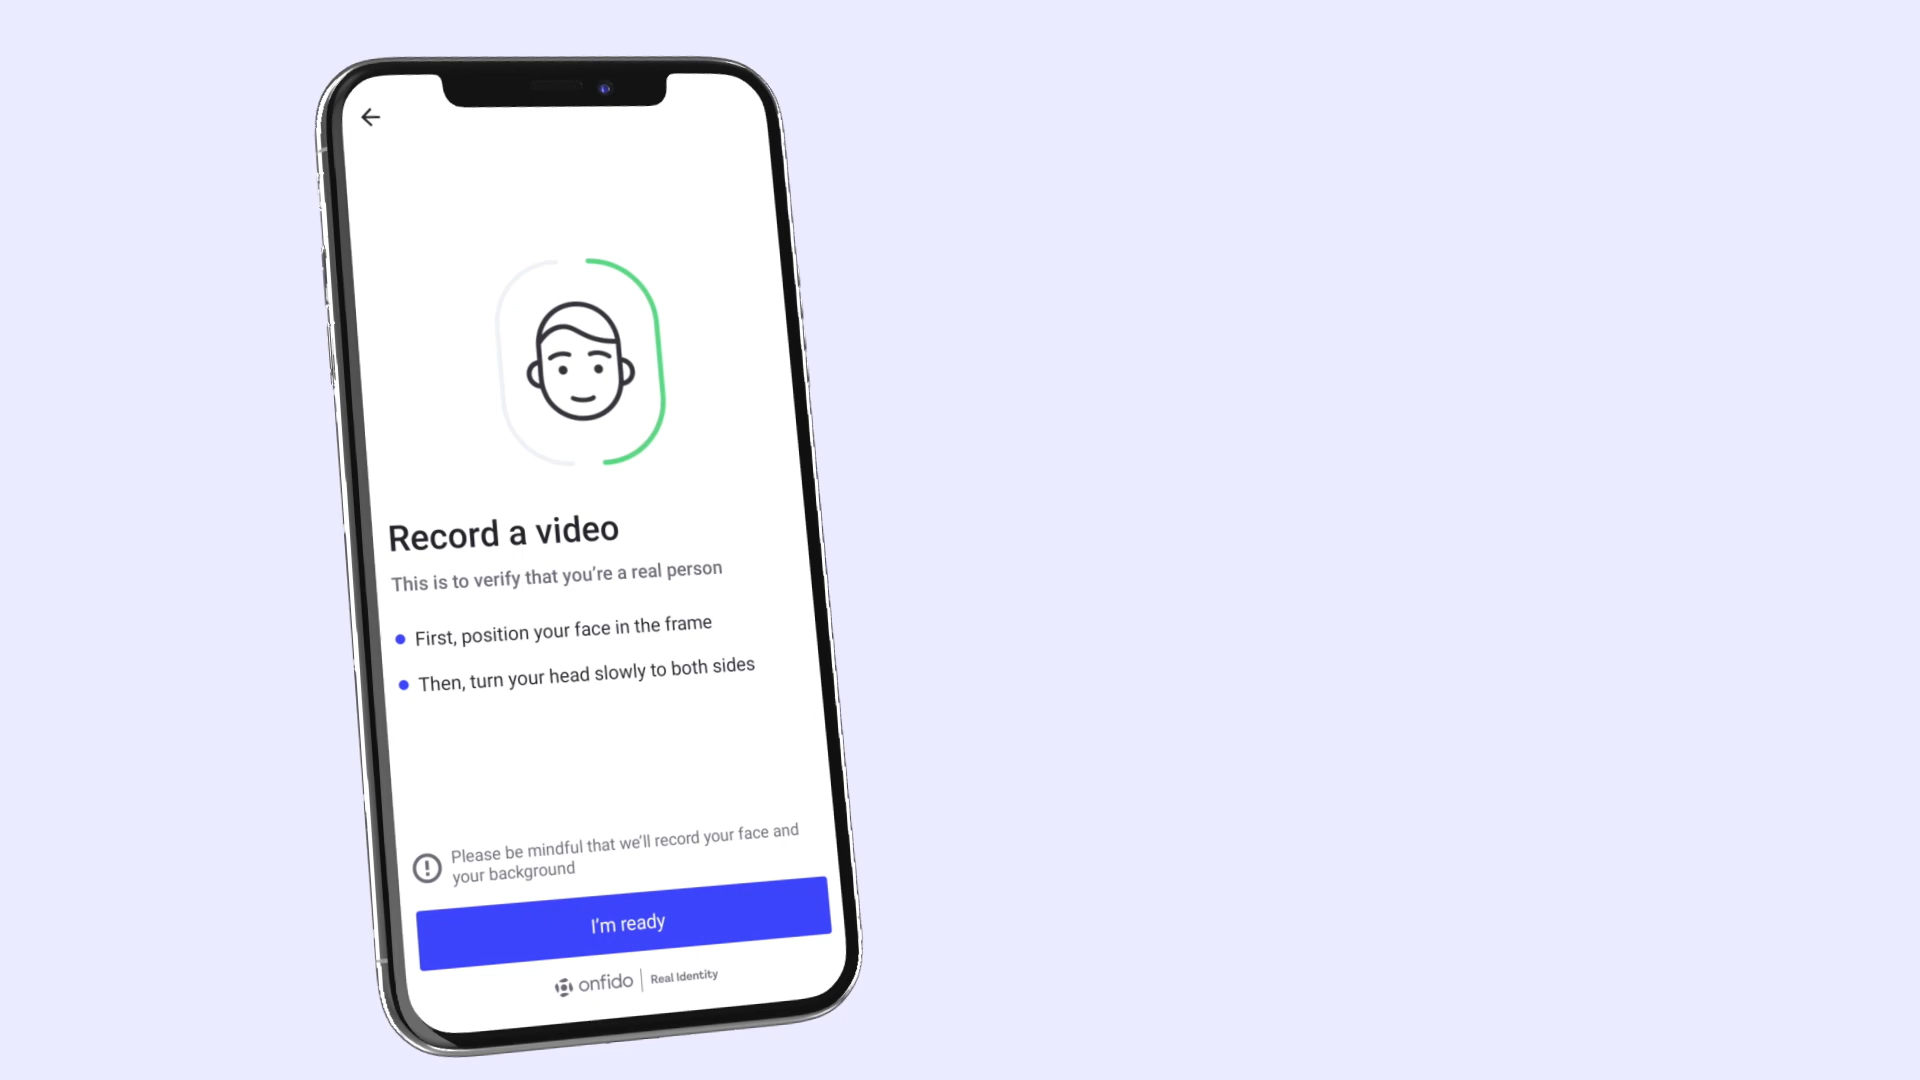 Record a video
This is to verify that you’re a real person
First, position your face in the frame
Then, turn your head slowly to both sides
Please be mindful that we’ll record your face and
your background
I’m ready
onfido | Real Identity